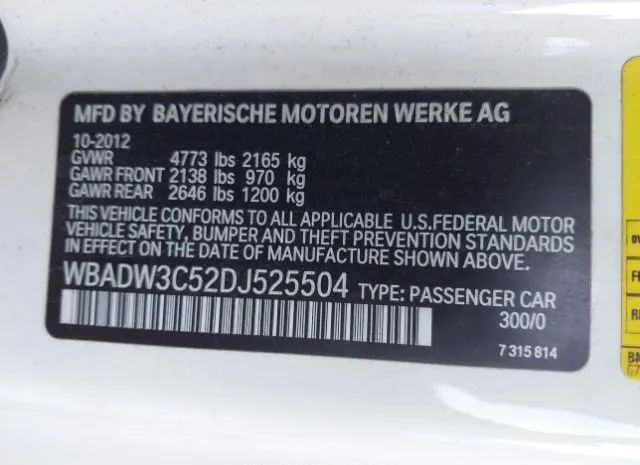 MFD BY BAYERISCHE MOTOREN WERKE AG
10-2012
GVWR 4773 lbs 2165 kg
GAWR FRONT 2138 lbs 970 kg
GAWR REAR 2646 lbs 1200 kg
THIS VEHICLE CONFORMS TO ALL APPLICABLE U.S.FEDERAL MOTOR
VEHICLE SAFETY, BUMPER AND THEFT PREVENTION STANDARDS
IN EFFECT ON THE DATE OF MANUFACTURE SHOWN ABOVE.
WBADW3C52DJ525504 TYPE: PASSENGER CAR
300/0
7 315 814